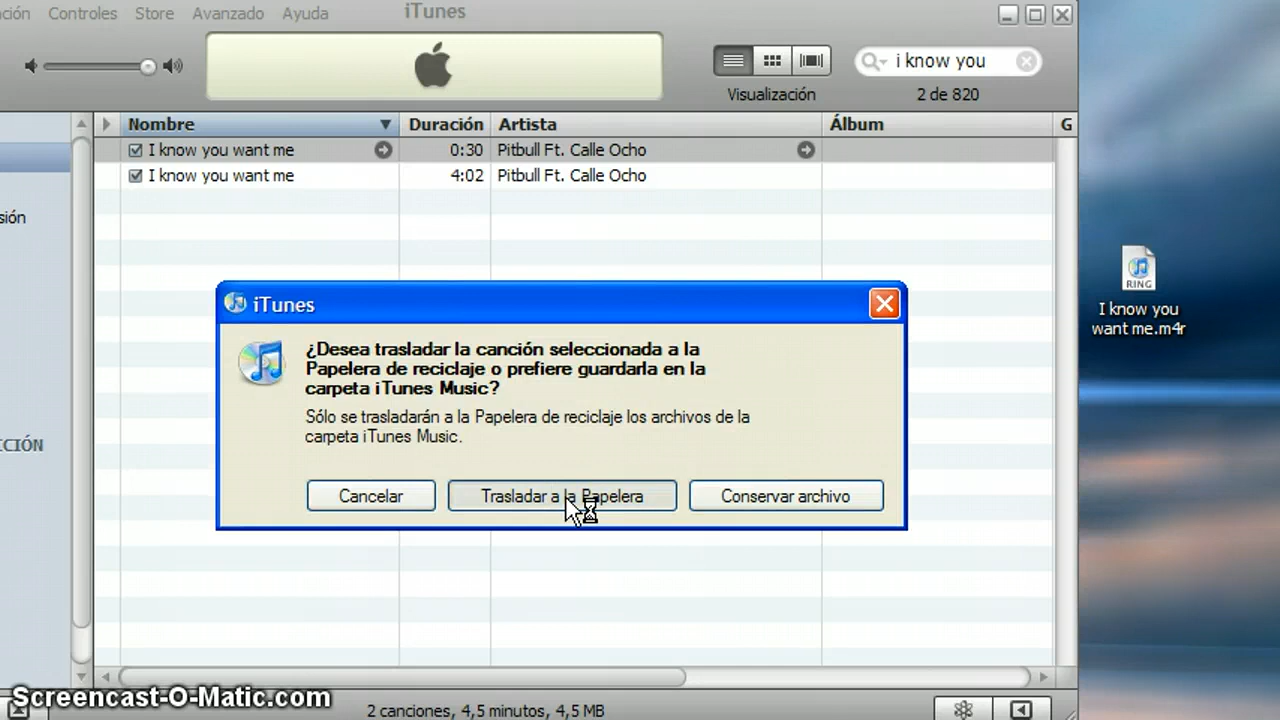 ción Controles Store Avanzado Ayuda iTunes
i know you
Visualización 2 de 820
Nombre Duración Artista Álbum G
I know you want me 0:30 Pitbull Ft. Calle Ocho
I know you want me 4:02 Pitbull Ft. Calle Ocho
sión
RING
I know you
want me.m4r
iTunes
¿Desea trasladar la canción seleccionada a la
Papelera de reciclaje o prefiere guardarla en la
carpeta iTunes Music?
Sólo se trasladarán a la Papelera de reciclaje los archivos de la
carpeta iTunes Music.
CCIÓN
Cancelar Trasladar a la Papelera Conservar archivo
Screencast-O-Matic.com
2 canciones, 4,5 minutos, 4,5 MB